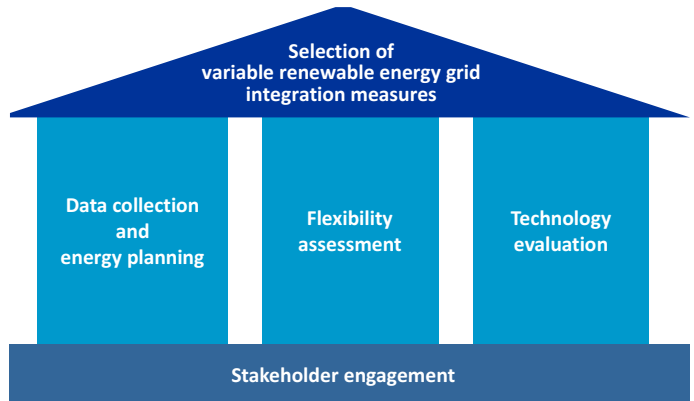 Selection of
variable renewable energy grid
integration measures
Data collection
and
energy planning
Flexibility
assessment
Technology
evaluation
Stakeholder engagement